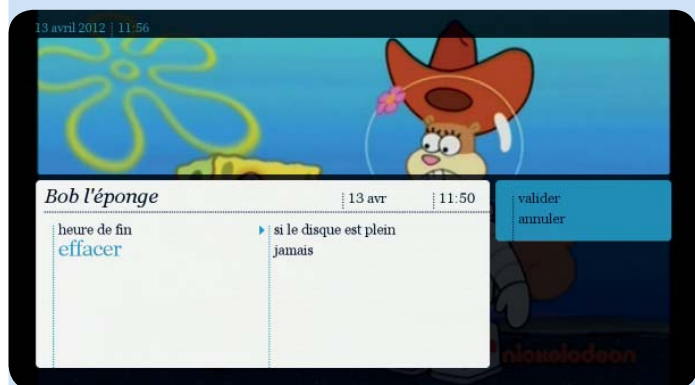 13 avril 2012 | 11:56
Bob l'éponge 13 avr 11:50
heure de fin
effacer
si le disque est plein
jamais
valider
annuler
nickelodeon